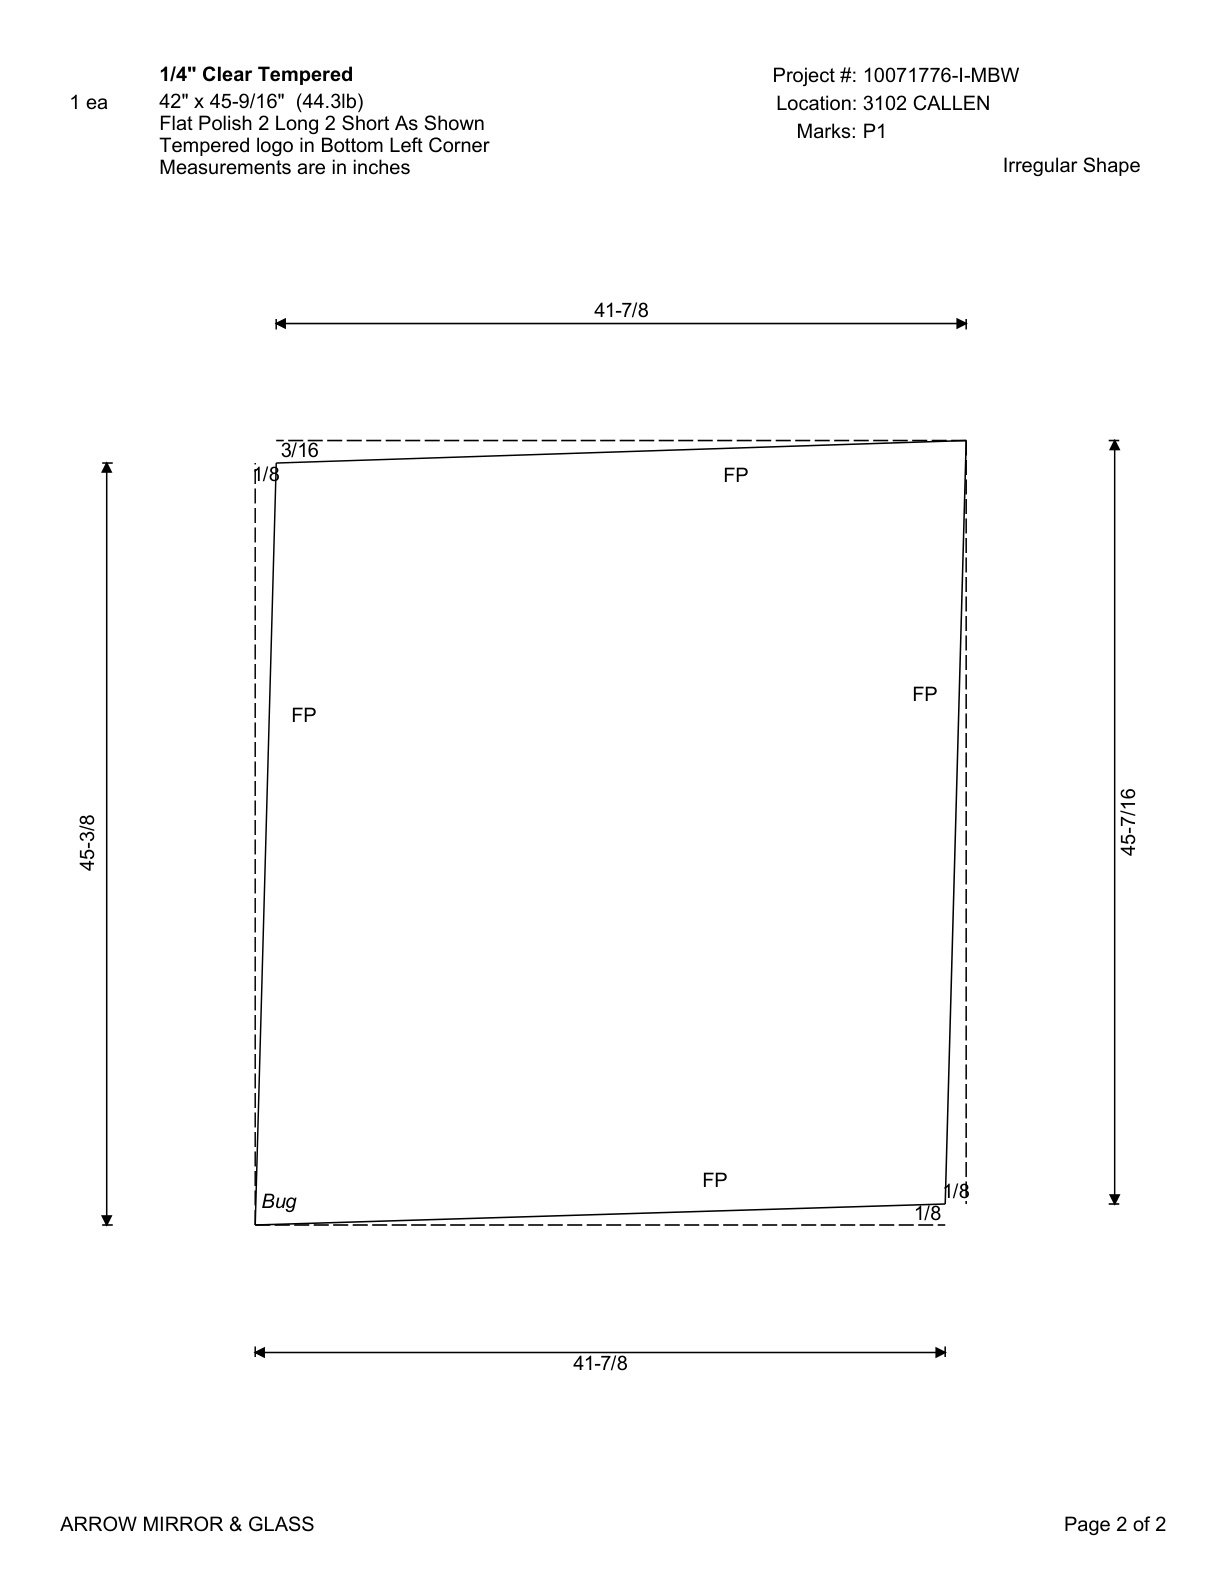 1/4" Clear Tempered
Project #: 10071776-I-MBW
1 ea
42" x 45-9/16"  (44.3lb)
Location: 3102 CALLEN
Flat Polish 2 Long 2 Short As Shown
Marks: P1
Tempered logo in Bottom Left Corner
Measurements are in inches
Irregular Shape
41-7/8
3/16
1/8
FP
FP
FP
45-3/8
45-7/16
FP
1/8
Bug
1/8
41-7/8
ARROW MIRROR & GLASS
Page 2 of 2